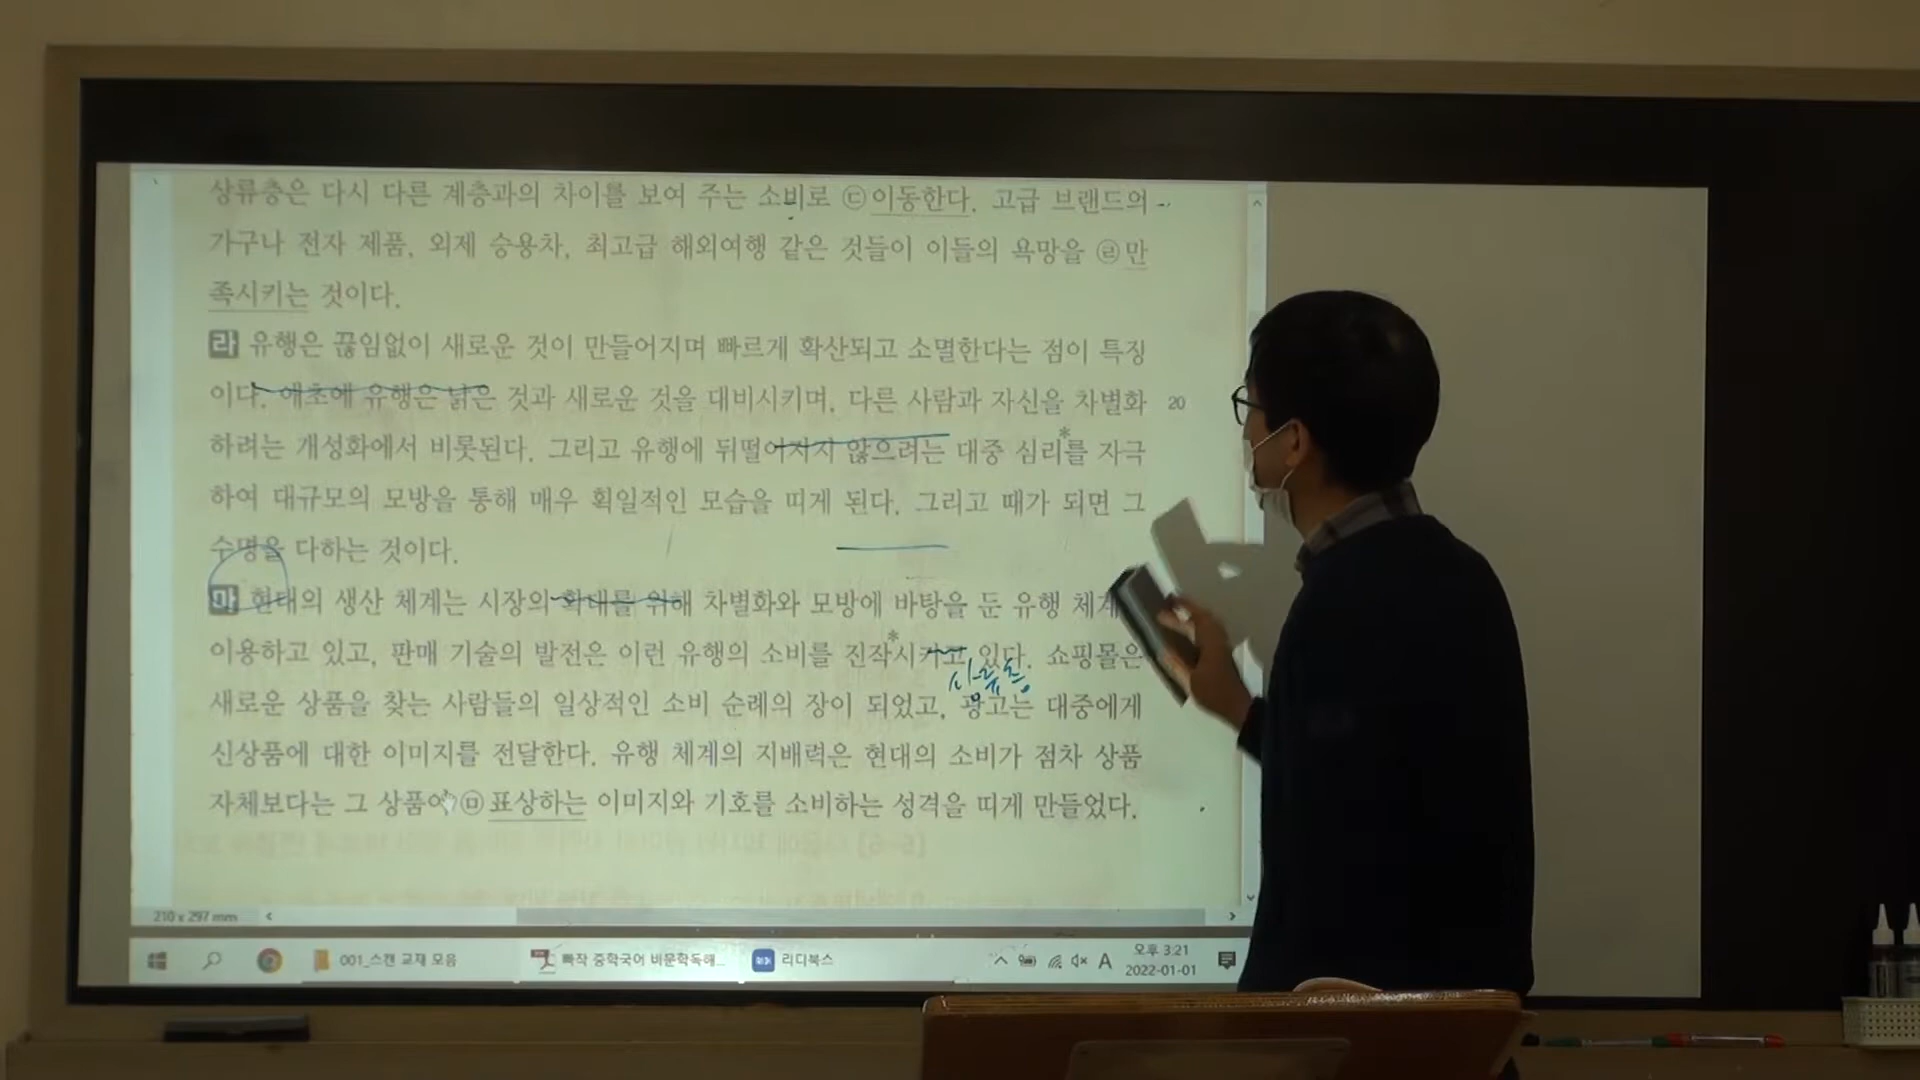 상류층은 다시 다른 계층과의 차이를 보여 주는 소비로 ㉢이동한다. 고급 브랜드의
가구나 전자 제품, 외제 승용차, 최고급 해외여행 같은 것들이 이들의 욕망을 ㉣만
족시키는 것이다.
라 유행은 끊임없이 새로운 것이 만들어지며 빠르게 확산되고 소멸한다는 점이 특징
이다. 애초에 유행은 낡은 것과 새로운 것을 대비시키며, 다른 사람과 자신을 차별화 20
하려는 개성화에서 비롯된다. 그리고 유행에 뒤떨어지지 않으려는 대중 심리*를 자극
하여 대규모의 모방을 통해 매우 획일적인 모습을 띠게 된다. 그리고 때가 되면 그
수명을 다하는 것이다.
마 현대의 생산 체계는 시장의 확대를 위해 차별화와 모방에 바탕을 둔 유행
이용하고 있고, 판매 기술의 발전은 이런 유행의 소비를 진작*시키고 있다. 쇼핑몰은
새로운 상품을 찾는 사람들의 일상적인 소비 순례의 장이 되었고, 광고는 대중에게
신상품에 대한 이미지를 전달한다. 유행 체계의 지배력은 현대의 소비가 점차 상품
자체보다는 그 상품이 ㉤표상하는 이미지와 기호를 소비하는 성격을 띠게 만들었다.
210 x 297 mm
001_스캔 교재 모음 빠작 중학국어 비문학독해... 리디북스 A 오후 3:21
2022-01-01